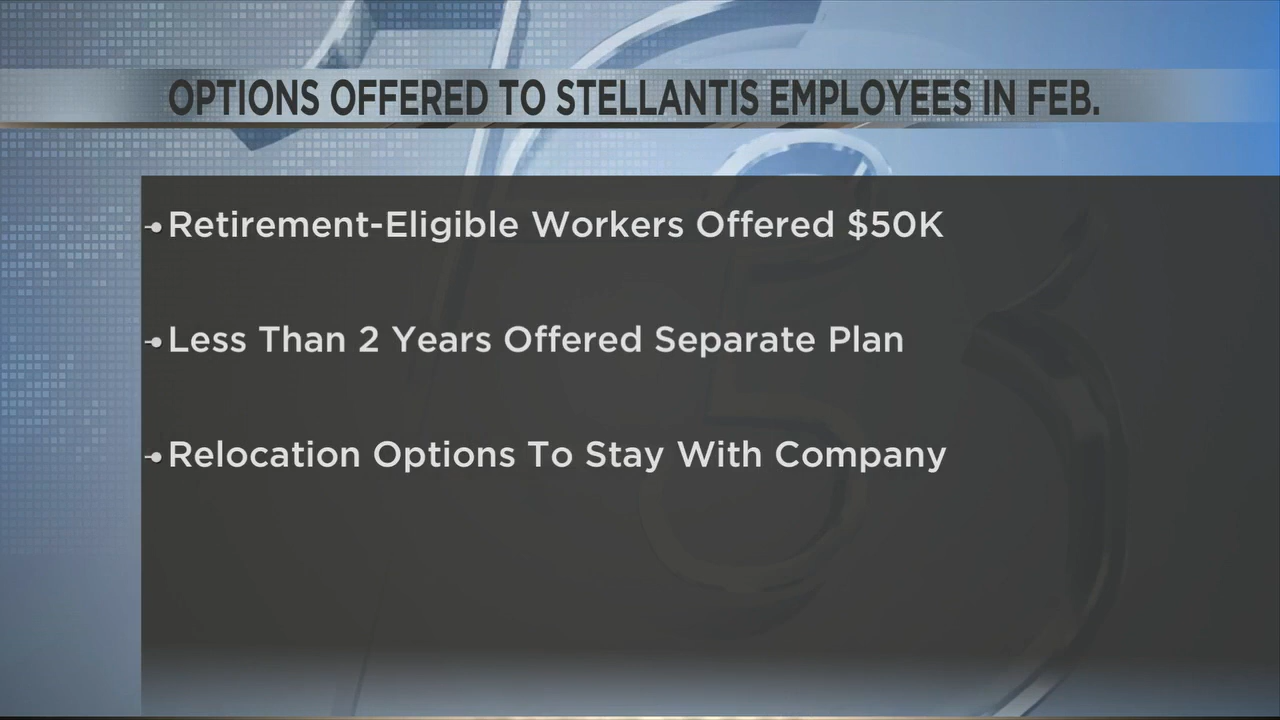 OPTIONS OFFERED TO STELLANTIS EMPLOYEES IN FEB.
Retirement-Eligible Workers Offered $50K
Less Than 2 Years Offered Separate Plan
Relocation Options To Stay With Company